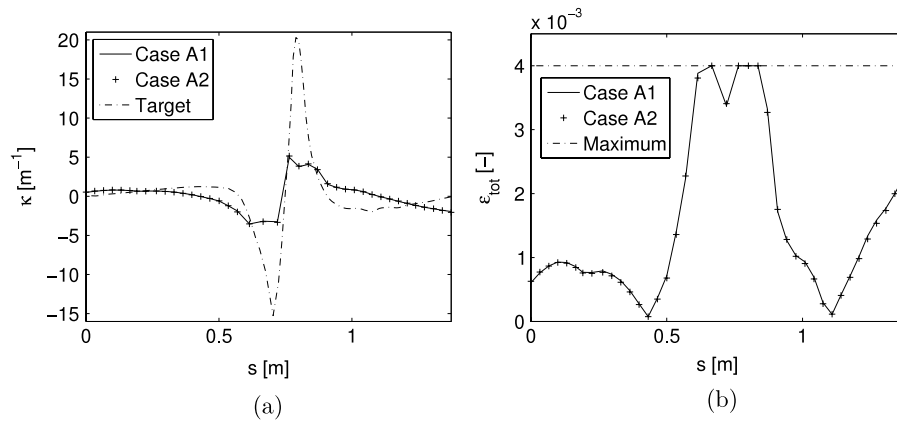 20
15
10
5
0
-5
-10
-15
κ [m⁻¹]
Case A1
Case A2
Target
0
0.5
1
s [m]
(a)
x 10⁻³
5
4
3
2
1
0
ε_tot [-]
Case A1
Case A2
Maximum
0
0.5
1
s [m]
(b)